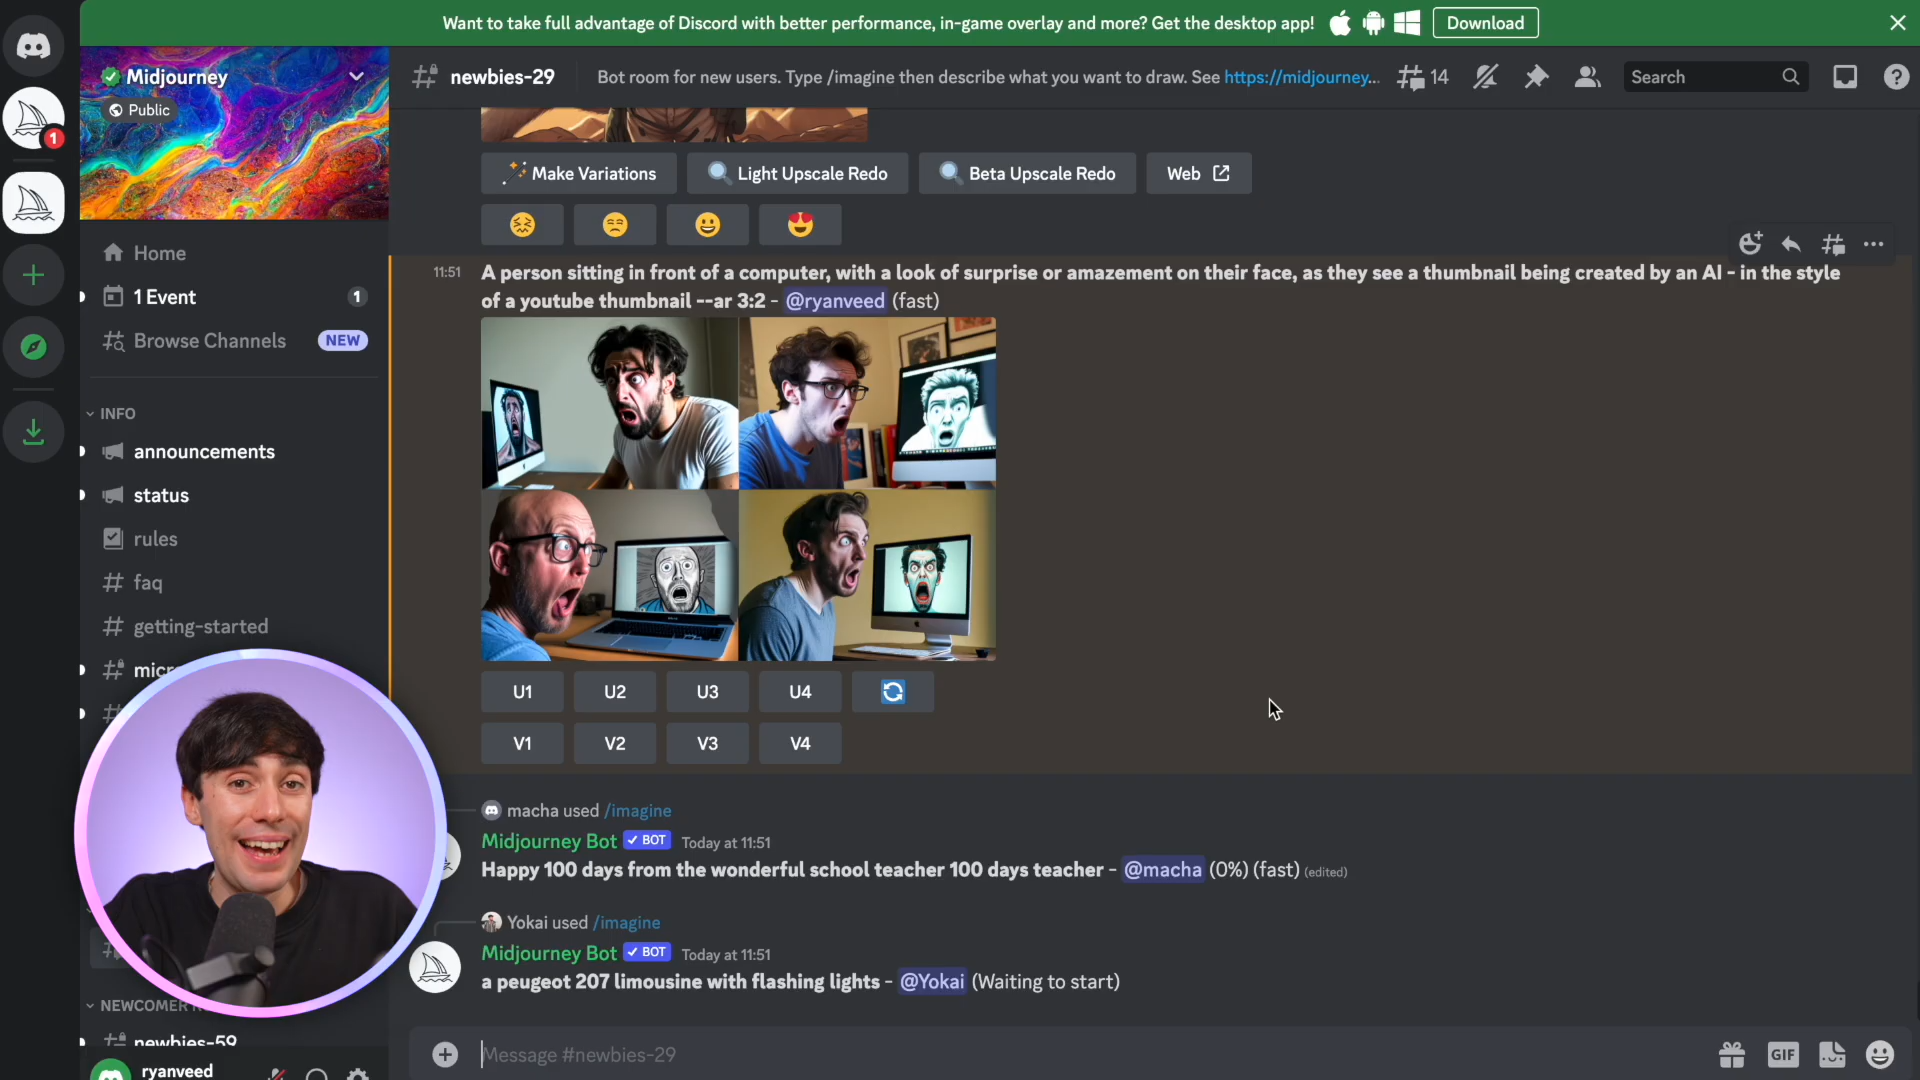 Want to take full advantage of Discord with better performance, in-game overlay and more? Get the desktop app!
Download
Midjourney
Public
newbies-29
Bot room for new users. Type /imagine then describe what you want to draw. See https://midjourney...
14
Search
1
Make Variations
Light Upscale Redo
Beta Upscale Redo
Web
Home
1 Event
1
Browse Channels
NEW
INFO
announcements
status
rules
faq
getting-started
11:51
A person sitting in front of a computer, with a look of surprise or amazement on their face, as they see a thumbnail being created by an AI - in the style
of a youtube thumbnail --ar 3:2 - @ryanveed (fast)
U1
U2
U3
U4
V1
V2
V3
V4
macha used /imagine
Midjourney Bot
BOT
Today at 11:51
Happy 100 days from the wonderful school teacher 100 days teacher - @macha (0%) (fast) (edited)
Yokai used /imagine
Midjourney Bot
BOT
Today at 11:51
a peugeot 207 limousine with flashing lights - @Yokai (Waiting to start)
NEWCOMER
newbies-59
ryanveed
Message #newbies-29
GIF